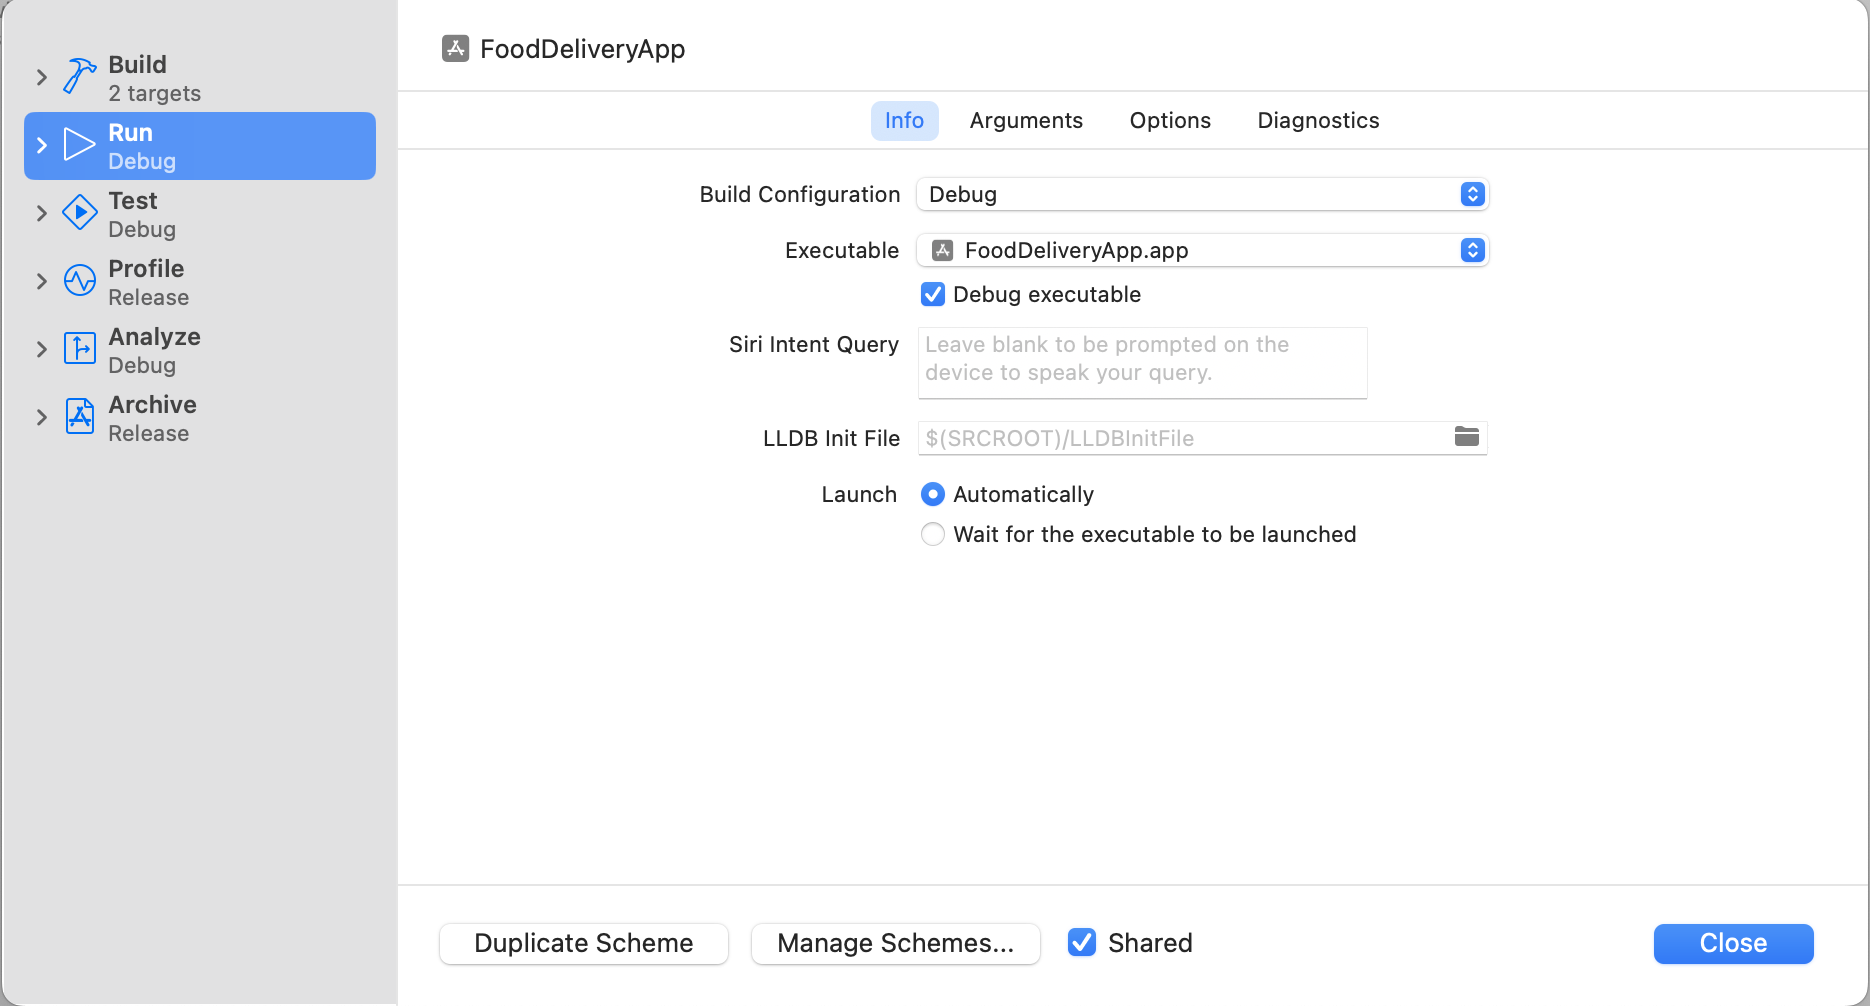 Build
2 targets
Run
Debug
Test
Debug
Profile
Release
Analyze
Debug
Archive
Release
FoodDeliveryApp
Info Arguments Options Diagnostics
Build Configuration Debug
Executable FoodDeliveryApp.app
Debug executable
Siri Intent Query Leave blank to be prompted on the
device to speak your query.
LLDB Init File $(SRCROOT)/LLDBInitFile
Launch Automatically
Wait for the executable to be launched
Duplicate Scheme Manage Schemes... Shared Close